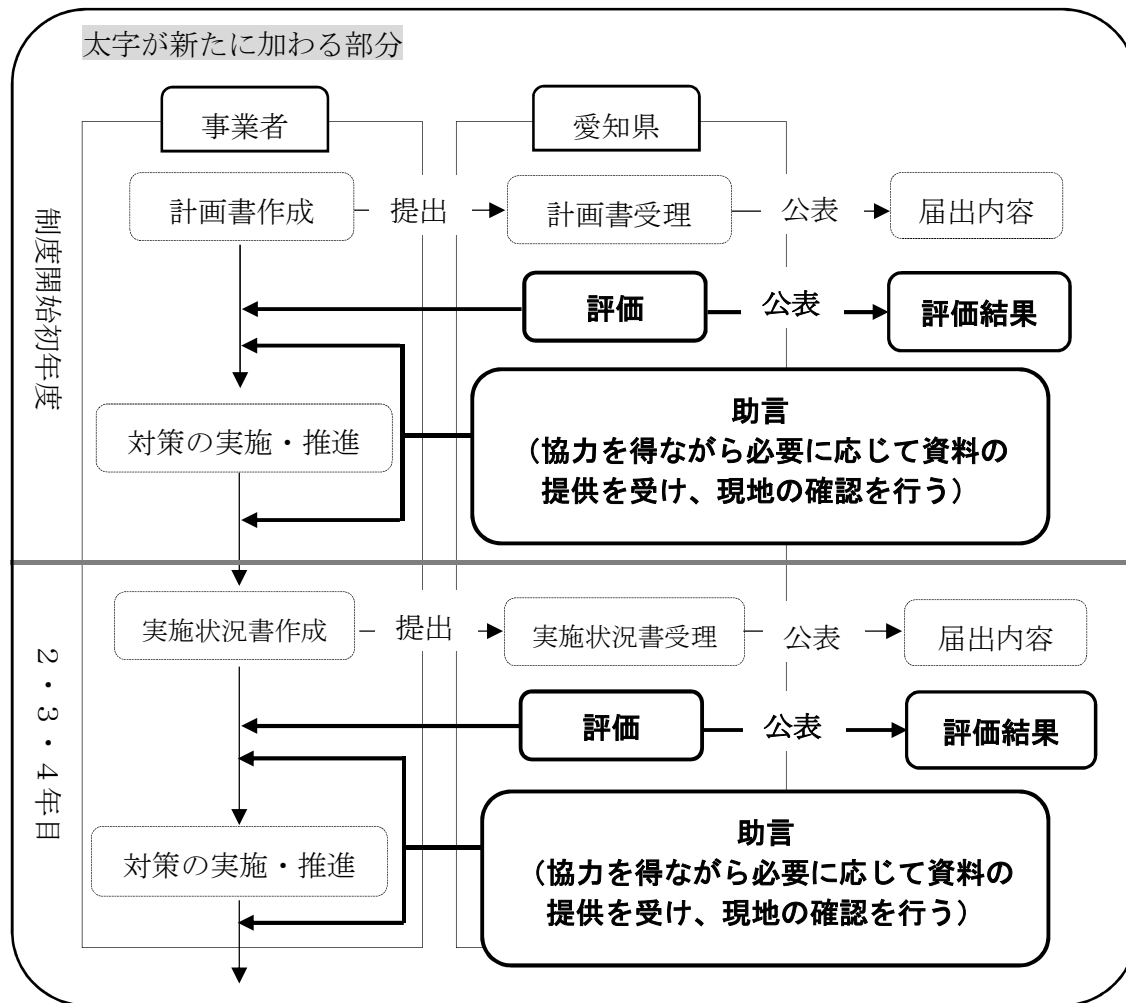 太字が新たに加わる部分
事業者
愛知県
制度開始初年度
計画書作成
提出
計画書受理
公表
届出内容
評価
公表
評価結果
対策の実施・推進
助言
（協力を得ながら必要に応じて資料の
提供を受け、現地の確認を行う）
２・３・４年目
実施状況書作成
提出
実施状況書受理
公表
届出内容
評価
公表
評価結果
対策の実施・推進
助言
（協力を得ながら必要に応じて資料の
提供を受け、現地の確認を行う）